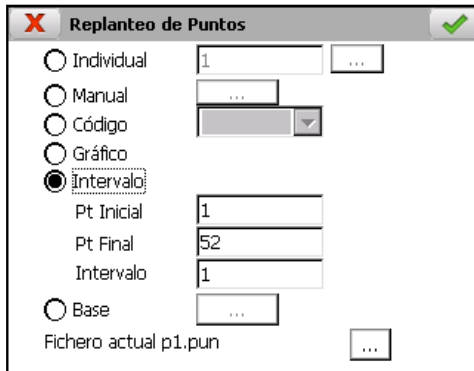 X Replanteo de Puntos
Individual 1 ...
Manual ...
Código
Gráfico
Intervalo
Pt Inicial 1
Pt Final 52
Intervalo 1
Base ...
Fichero actual p1.pun ...